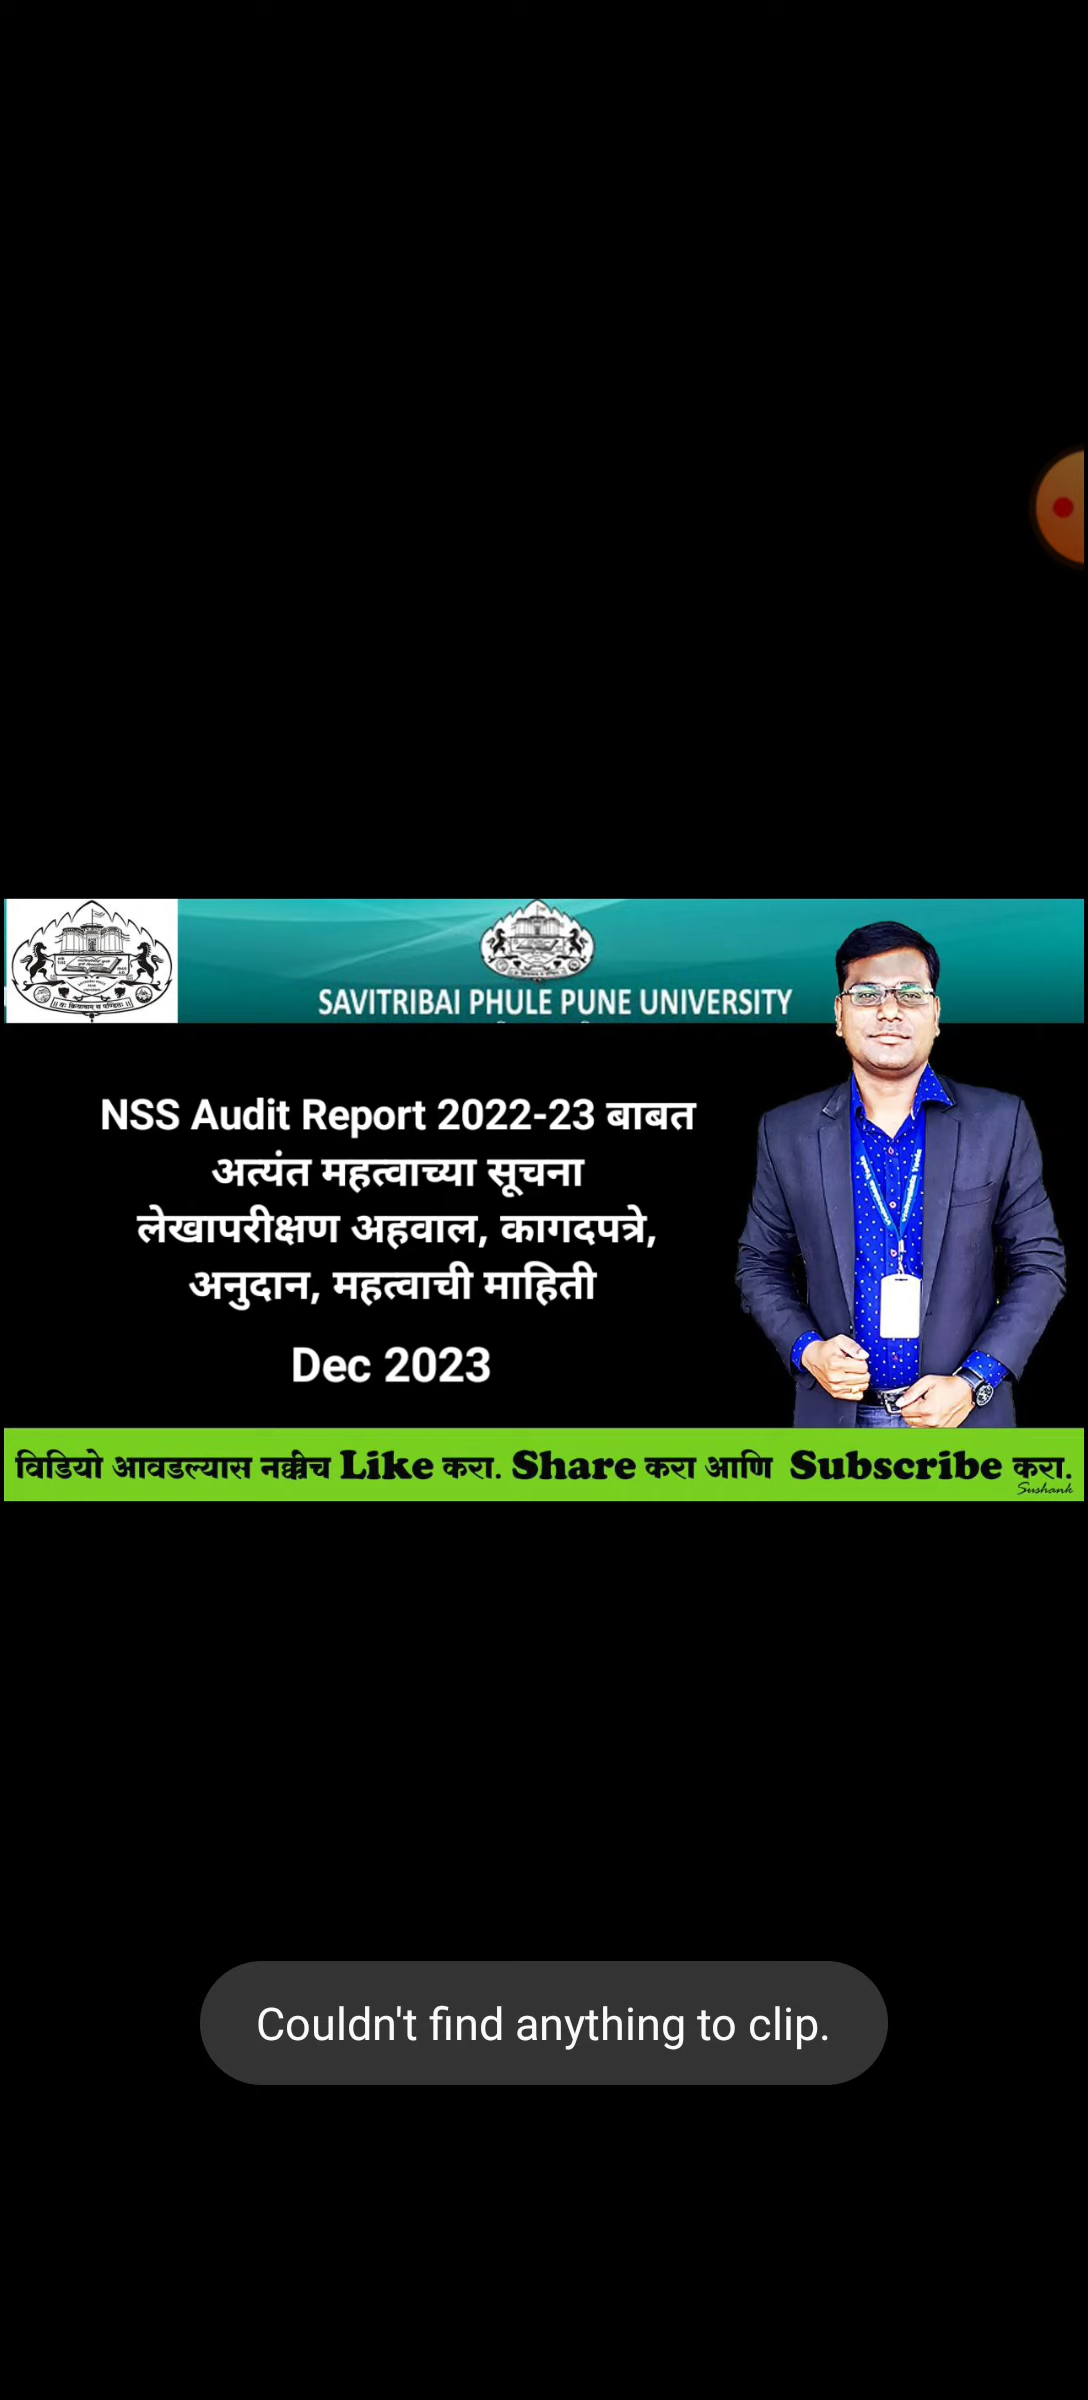 SAVITRIBAI PHULE PUNE UNIVERSITY
NSS Audit Report 2022-23 बाबत
अत्यंत महत्वाच्या सूचना
लेखापरीक्षण अहवाल, कागदपत्रे,
अनुदान, महत्वाची माहिती
Dec 2023
विडियो आवडल्यास नक्कीच Like करा. Share करा आणि Subscribe करा.
Sushank
Couldn't find anything to clip.